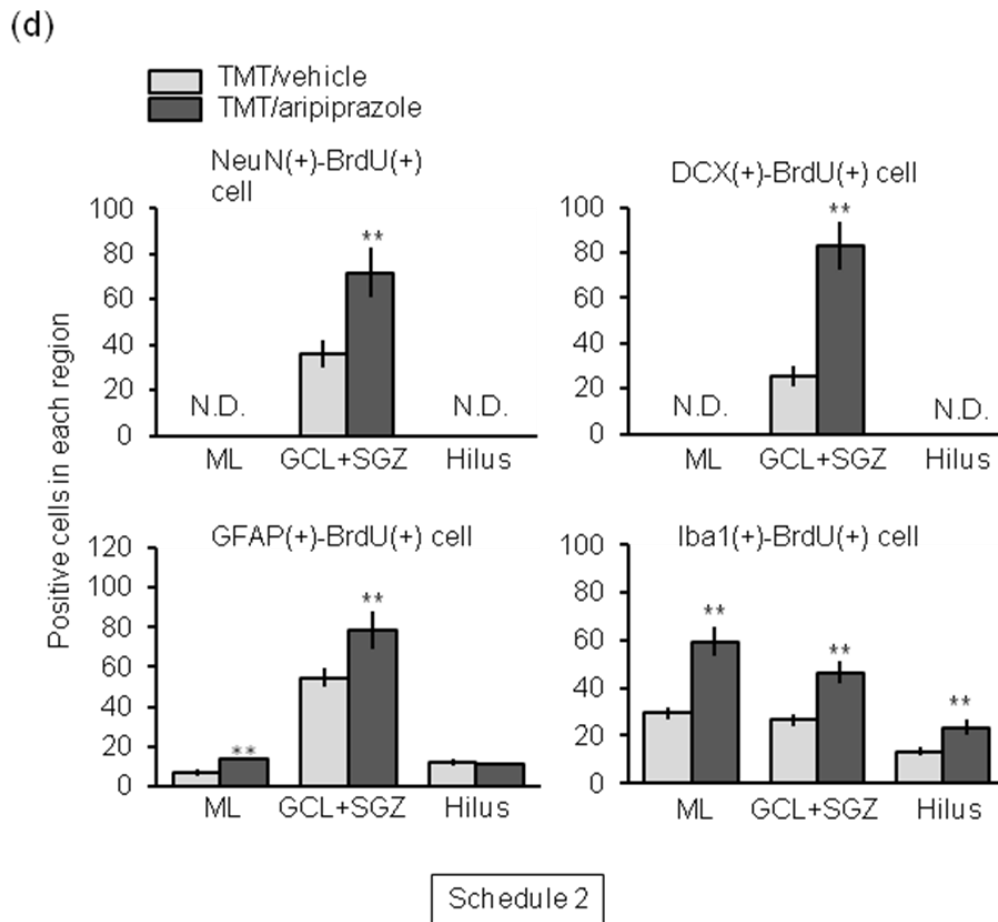 (d)
TMT/vehicle
TMT/aripiprazole
Positive cells in each region
NeuN(+)-BrdU(+)
cell
100
80
60
40
20
0
**
N.D.
N.D.
ML GCL+SGZ Hilus
DCX(+)-BrdU(+) cell
100
80
60
40
20
0
**
N.D.
N.D.
ML GCL+SGZ Hilus
GFAP(+)-BrdU(+) cell
120
100
80
60
40
20
0
**
**
ML GCL+SGZ Hilus
Iba1(+)-BrdU(+) cell
100
80
60
40
20
0
**
**
**
ML GCL+SGZ Hilus
Schedule 2